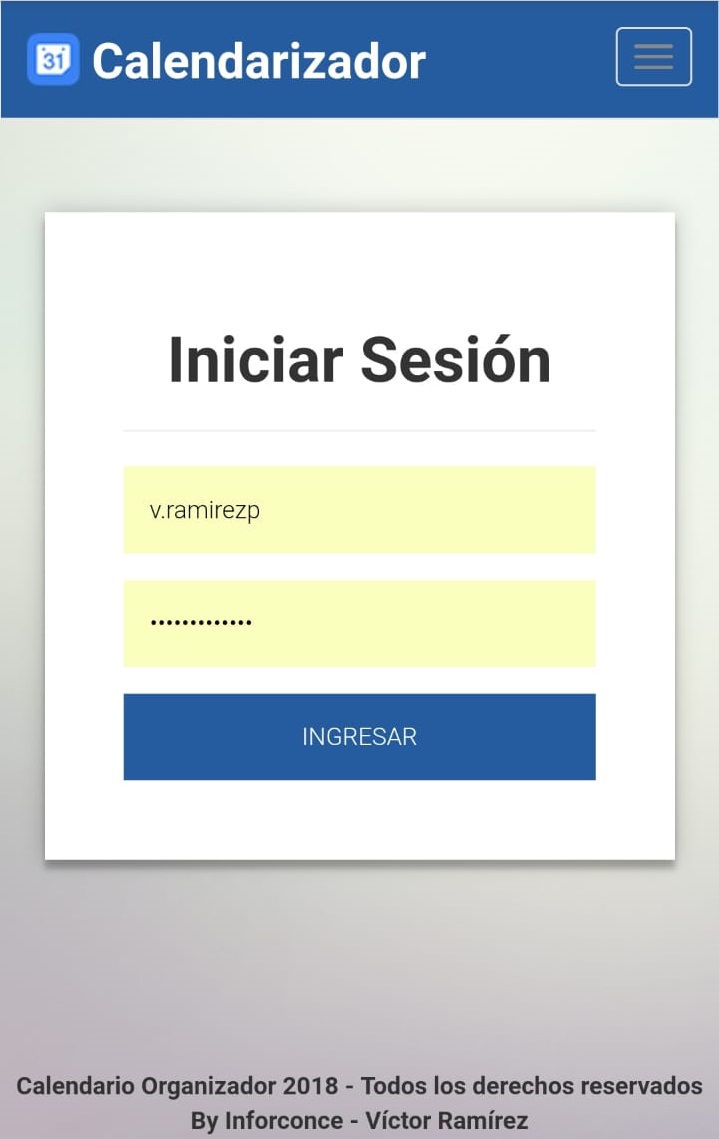 31 Calendarizador
Iniciar Sesión
v.ramirezp
•••••••••••••
INGRESAR
Calendario Organizador 2018 - Todos los derechos reservados
By Inforconce - Víctor Ramírez